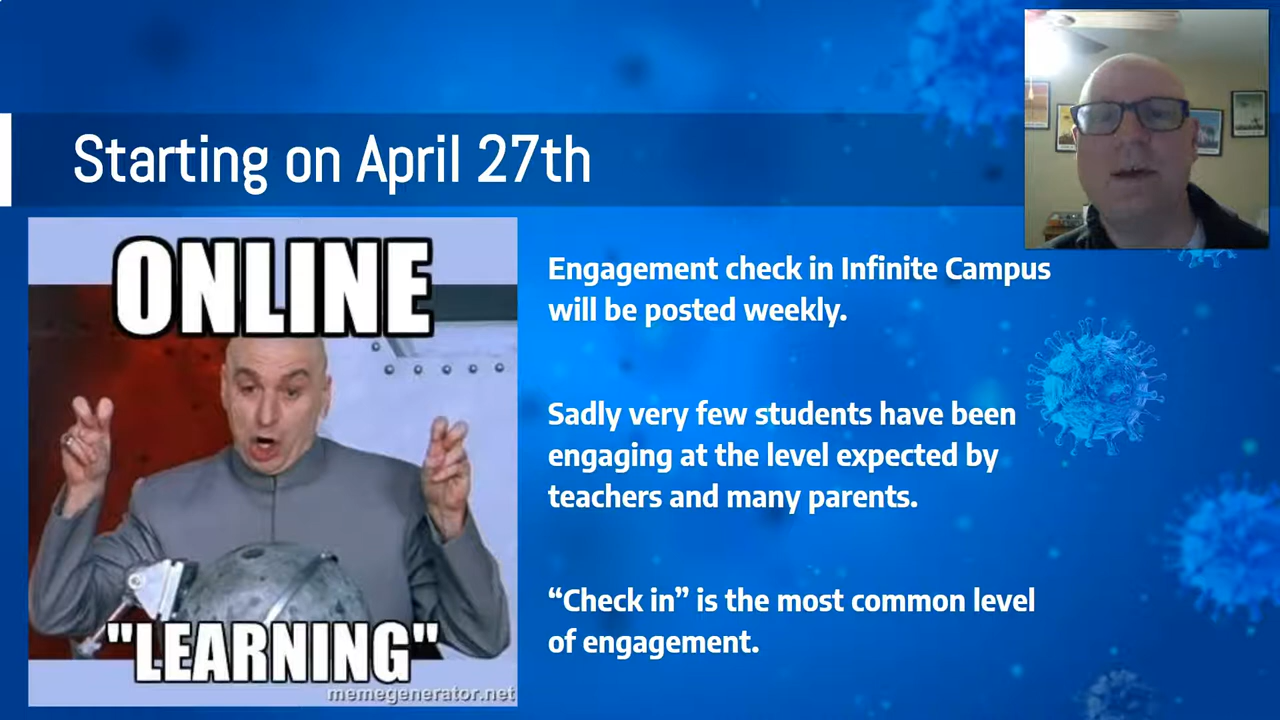 Starting on April 27th
ONLINE
"LEARNING"
memegenerator.net
Engagement check in Infinite Campus
will be posted weekly.
Sadly very few students have been
engaging at the level expected by
teachers and many parents.
“Check in” is the most common level
of engagement.